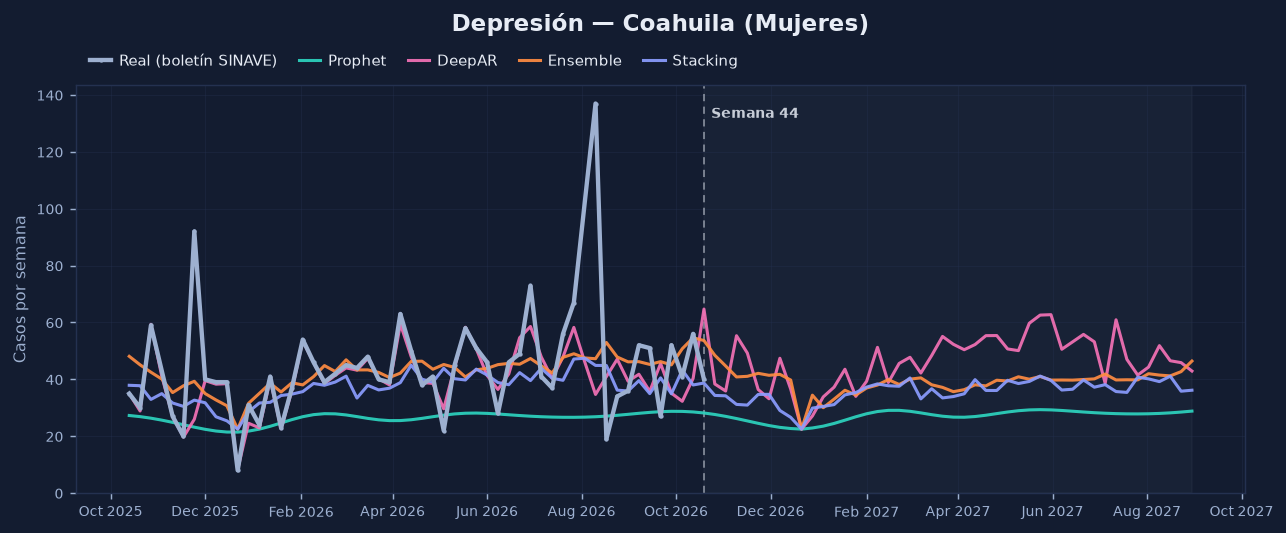 Depresión — Coahuila (Mujeres)
Real (boletín SINAVE) Prophet DeepAR Ensemble Stacking
Semana 44
Casos por semana
140
120
100
80
60
40
20
0
Oct 2025 Dec 2025 Feb 2026 Apr 2026 Jun 2026 Aug 2026 Oct 2026 Dec 2026 Feb 2027 Apr 2027 Jun 2027 Aug 2027 Oct 2027